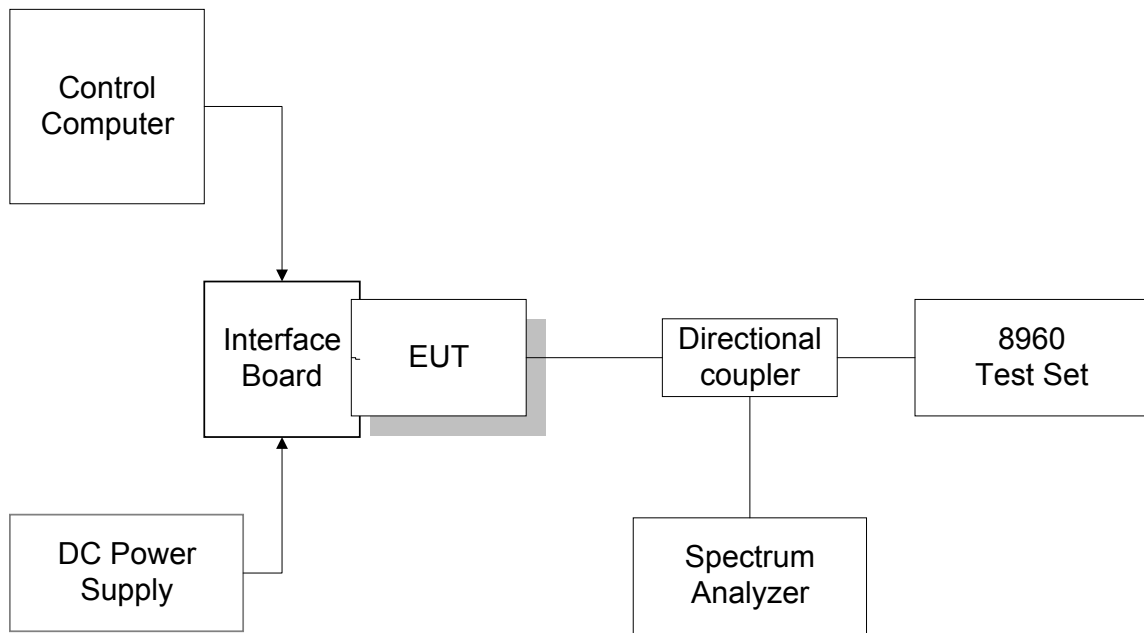 Control
Computer
Interface
Board
EUT
Directional
coupler
8960
Test Set
DC Power
Supply
Spectrum
Analyzer